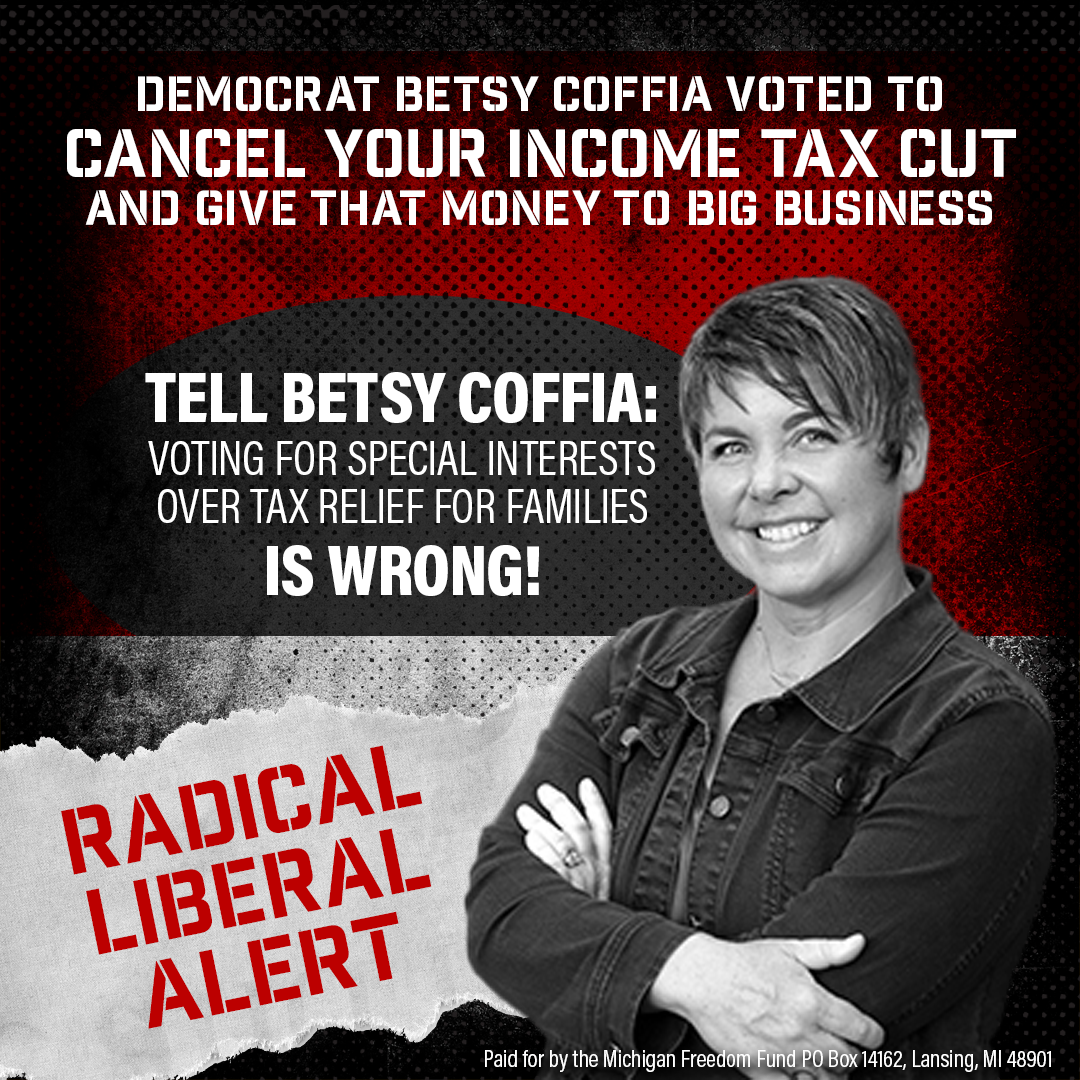 DEMOCRAT BETSY COFFIA VOTED TO
CANCEL YOUR INCOME TAX CUT
AND GIVE THAT MONEY TO BIG BUSINESS
TELL BETSY COFFIA:
VOTING FOR SPECIAL INTERESTS
OVER TAX RELIEF FOR FAMILIES
IS WRONG!
RADICAL
LIBERAL
ALERT
Paid for by the Michigan Freedom Fund PO Box 14162, Lansing, MI 48901